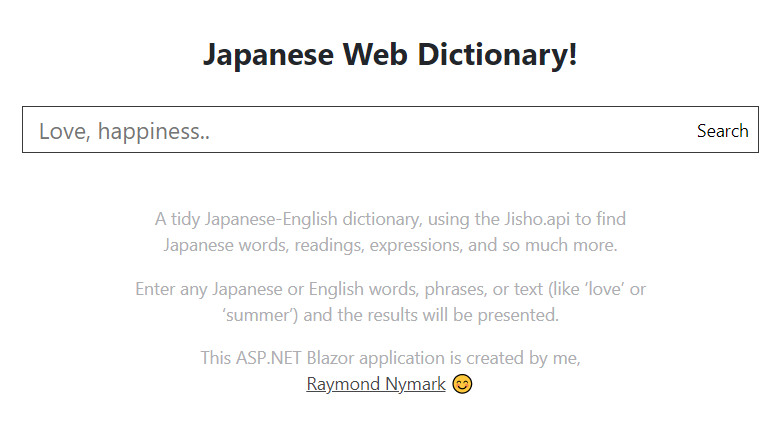 Japanese Web Dictionary!
Love, happiness.. Search
A tidy Japanese-English dictionary, using the Jisho.api to find
Japanese words, readings, expressions, and so much more.
Enter any Japanese or English words, phrases, or text (like ‘love’ or
‘summer’) and the results will be presented.
This ASP.NET Blazor application is created by me,
Raymond Nymark 😊